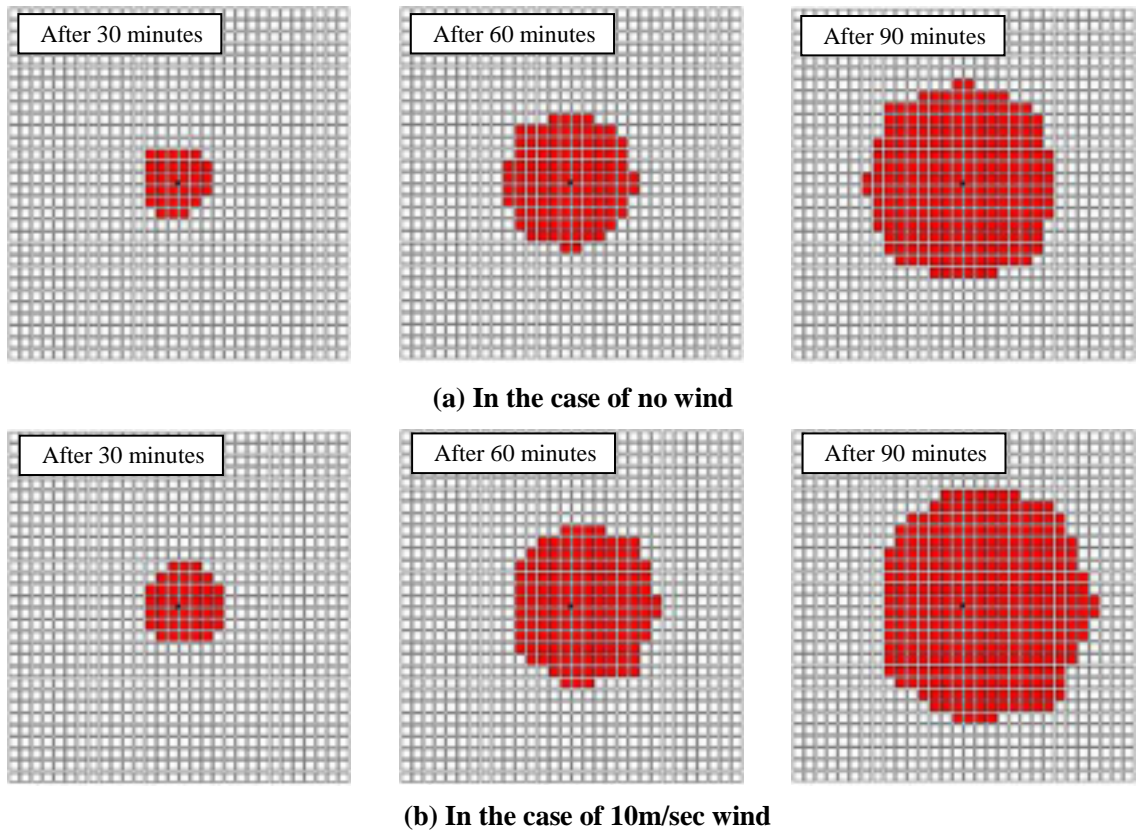 After 30 minutes
After 60 minutes
After 90 minutes
(a) In the case of no wind
After 30 minutes
After 60 minutes
After 90 minutes
(b) In the case of 10m/sec wind